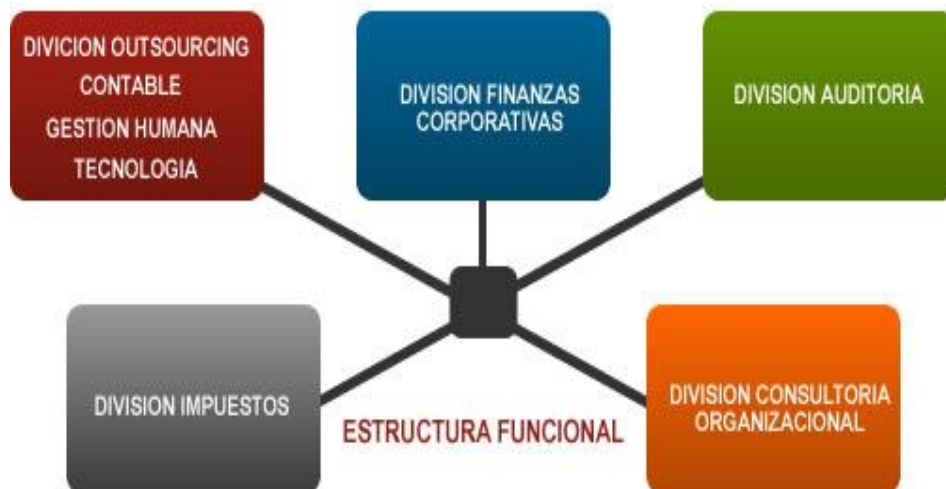 DIVICION OUTSOURCING
CONTABLE
GESTION HUMANA
TECNOLOGIA
DIVISION FINANZAS
CORPORATIVAS
DIVISION AUDITORIA
DIVISION IMPUESTOS
ESTRUCTURA FUNCIONAL
DIVISION CONSULTORIA
ORGANIZACIONAL